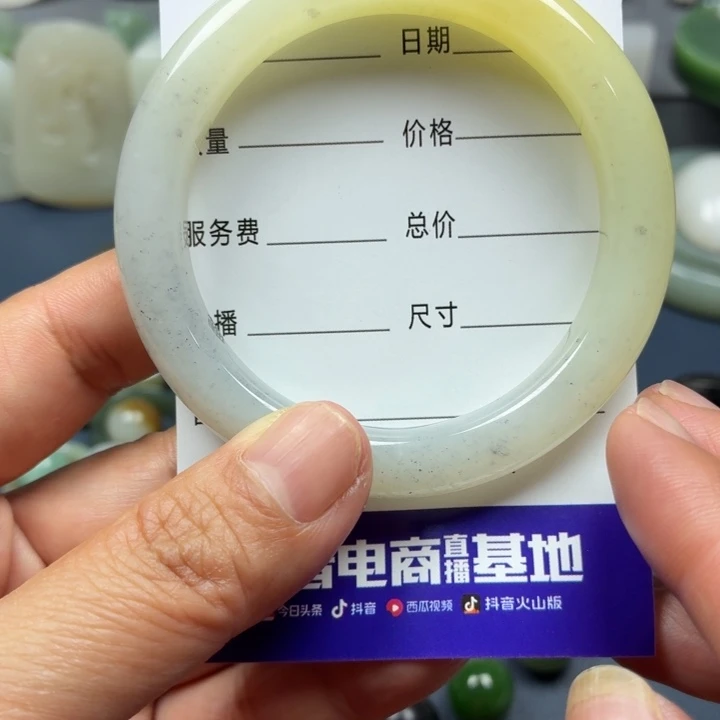 日期
量 价格
服务费 总价
播 尺寸
电商直播基地
今日头条 抖音 西瓜视频 抖音火山版